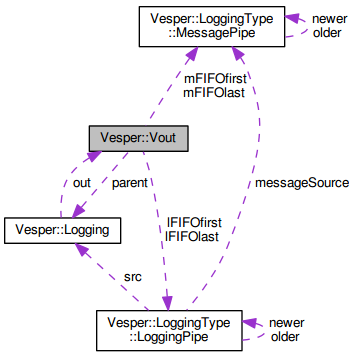 Vesper::LoggingType
::MessagePipe
newer
older
mFIFOfirst
mFIFOlast
Vesper::Vout
out
parent
messageSource
lFIFOfirst
lFIFOlast
Vesper::Logging
src
Vesper::LoggingType
::LoggingPipe
newer
older